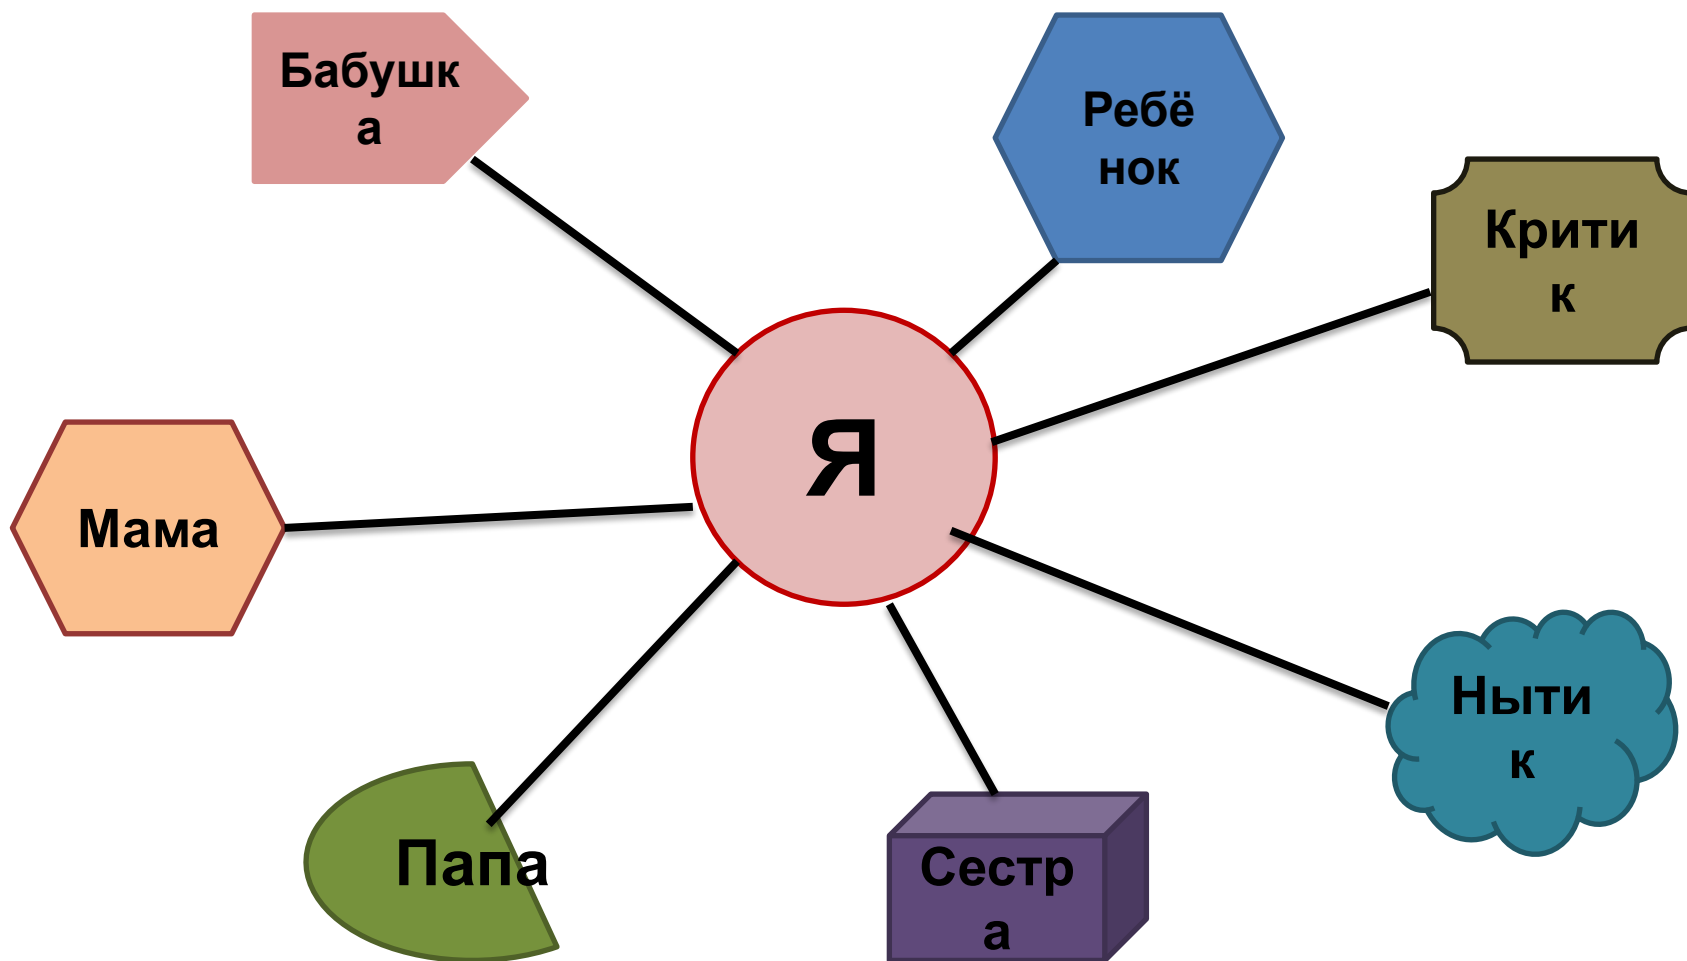 Бабушк
а
Ребё
нок
Крити
к
Я
Мама
Ныти
к
Папа
Сестр
а